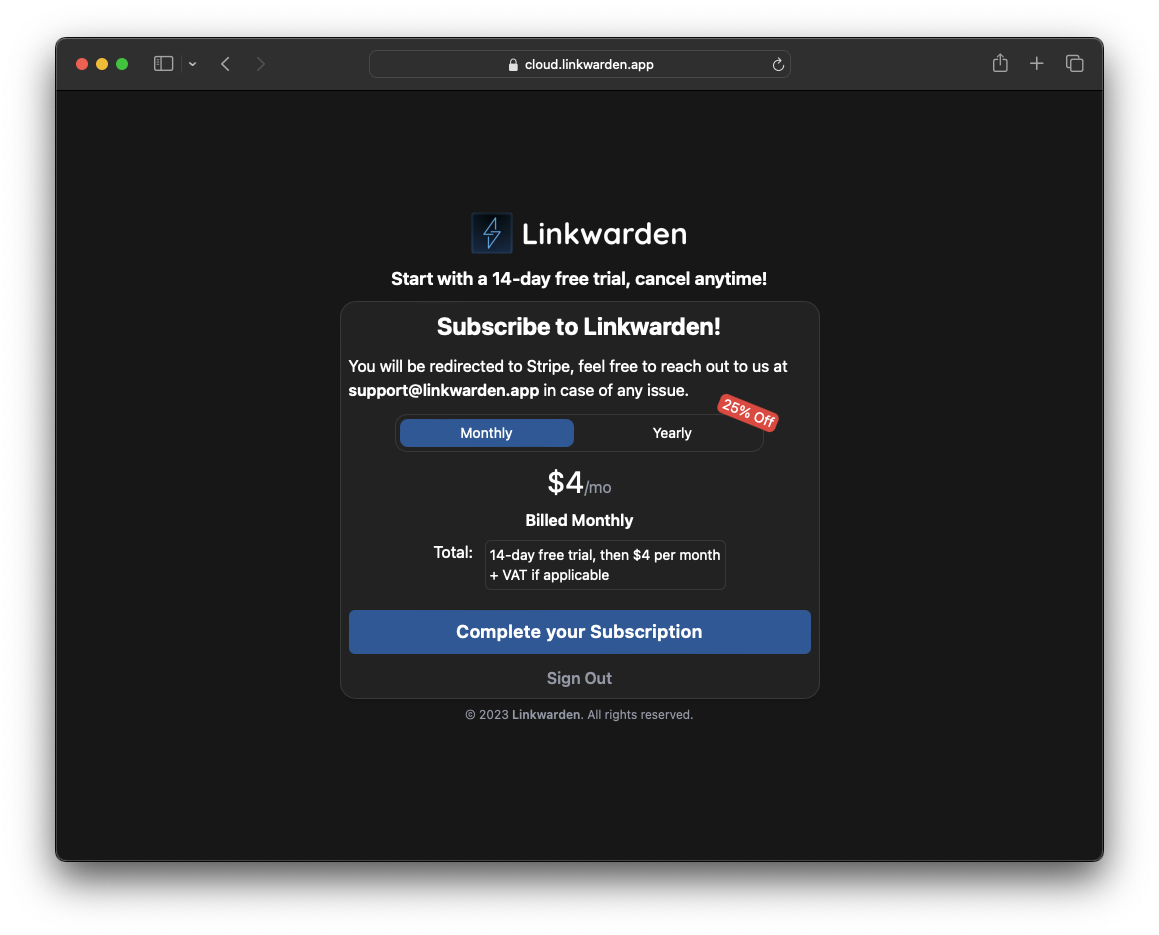 cloud.linkwarden.app
Linkwarden
Start with a 14-day free trial, cancel anytime!
Subscribe to Linkwarden!
You will be redirected to Stripe, feel free to reach out to us at
support@linkwarden.app in case of any issue.
25% Off
Monthly Yearly
$4/mo
Billed Monthly
Total: 14-day free trial, then $4 per month
+ VAT if applicable
Complete your Subscription
Sign Out
© 2023 Linkwarden. All rights reserved.